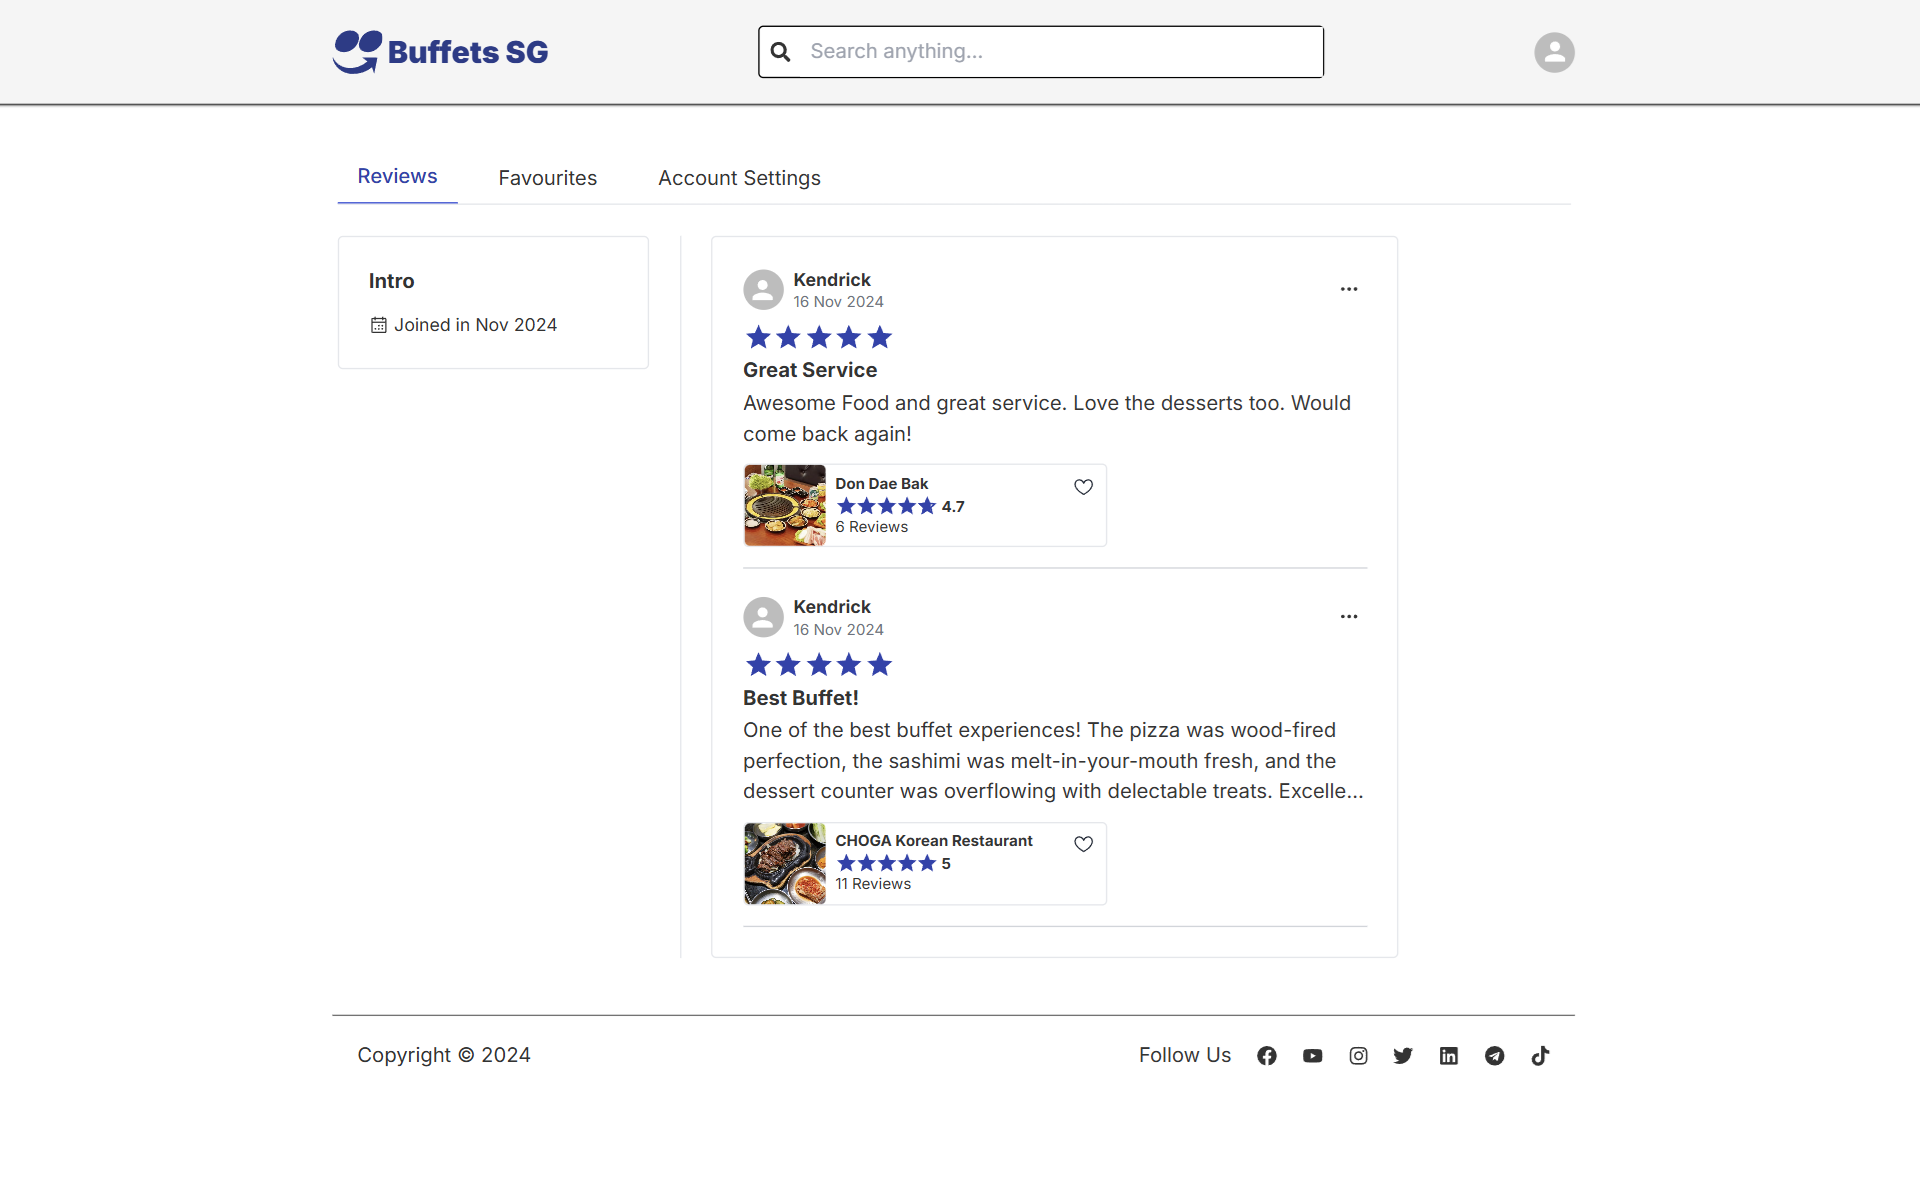 Buffets SG
Search anything...
Reviews
Favourites
Account Settings
Intro
Joined in Nov 2024
Kendrick
16 Nov 2024
Great Service
Awesome Food and great service. Love the desserts too. Would
come back again!
Don Dae Bak
4.7
6 Reviews
Kendrick
16 Nov 2024
Best Buffet!
One of the best buffet experiences! The pizza was wood-fired
perfection, the sashimi was melt-in-your-mouth fresh, and the
dessert counter was overflowing with delectable treats. Excelle...
CHOGA Korean Restaurant
5
11 Reviews
Copyright © 2024
Follow Us